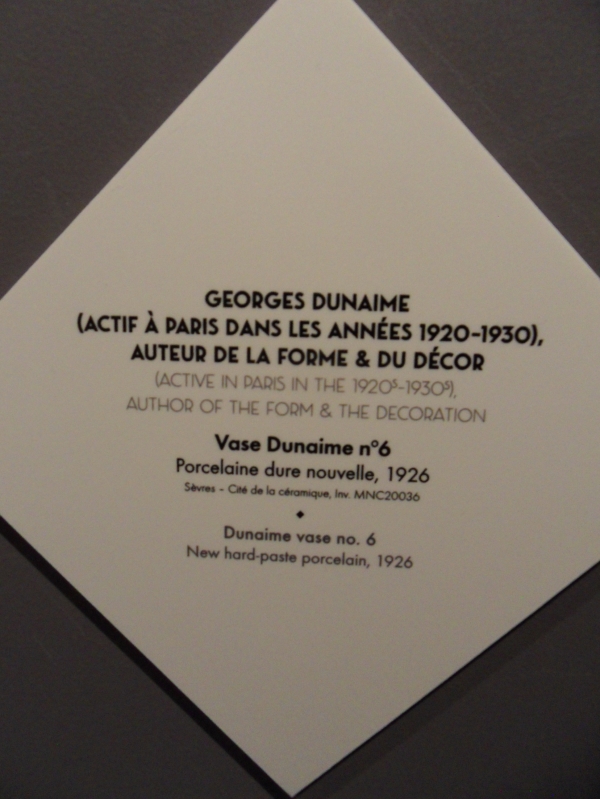 GEORGES DUNAIME
(ACTIF À PARIS DANS LES ANNÉES 1920-1930),
AUTEUR DE LA FORME & DU DÉCOR
(ACTIVE IN PARIS IN THE 1920S-1930S),
AUTHOR OF THE FORM & THE DECORATION
Vase Dunaime n°6
Porcelaine dure nouvelle, 1926
Sèvres - Cité de la céramique, Inv. MNC20036
Dunaime vase no. 6
New hard-paste porcelain, 1926